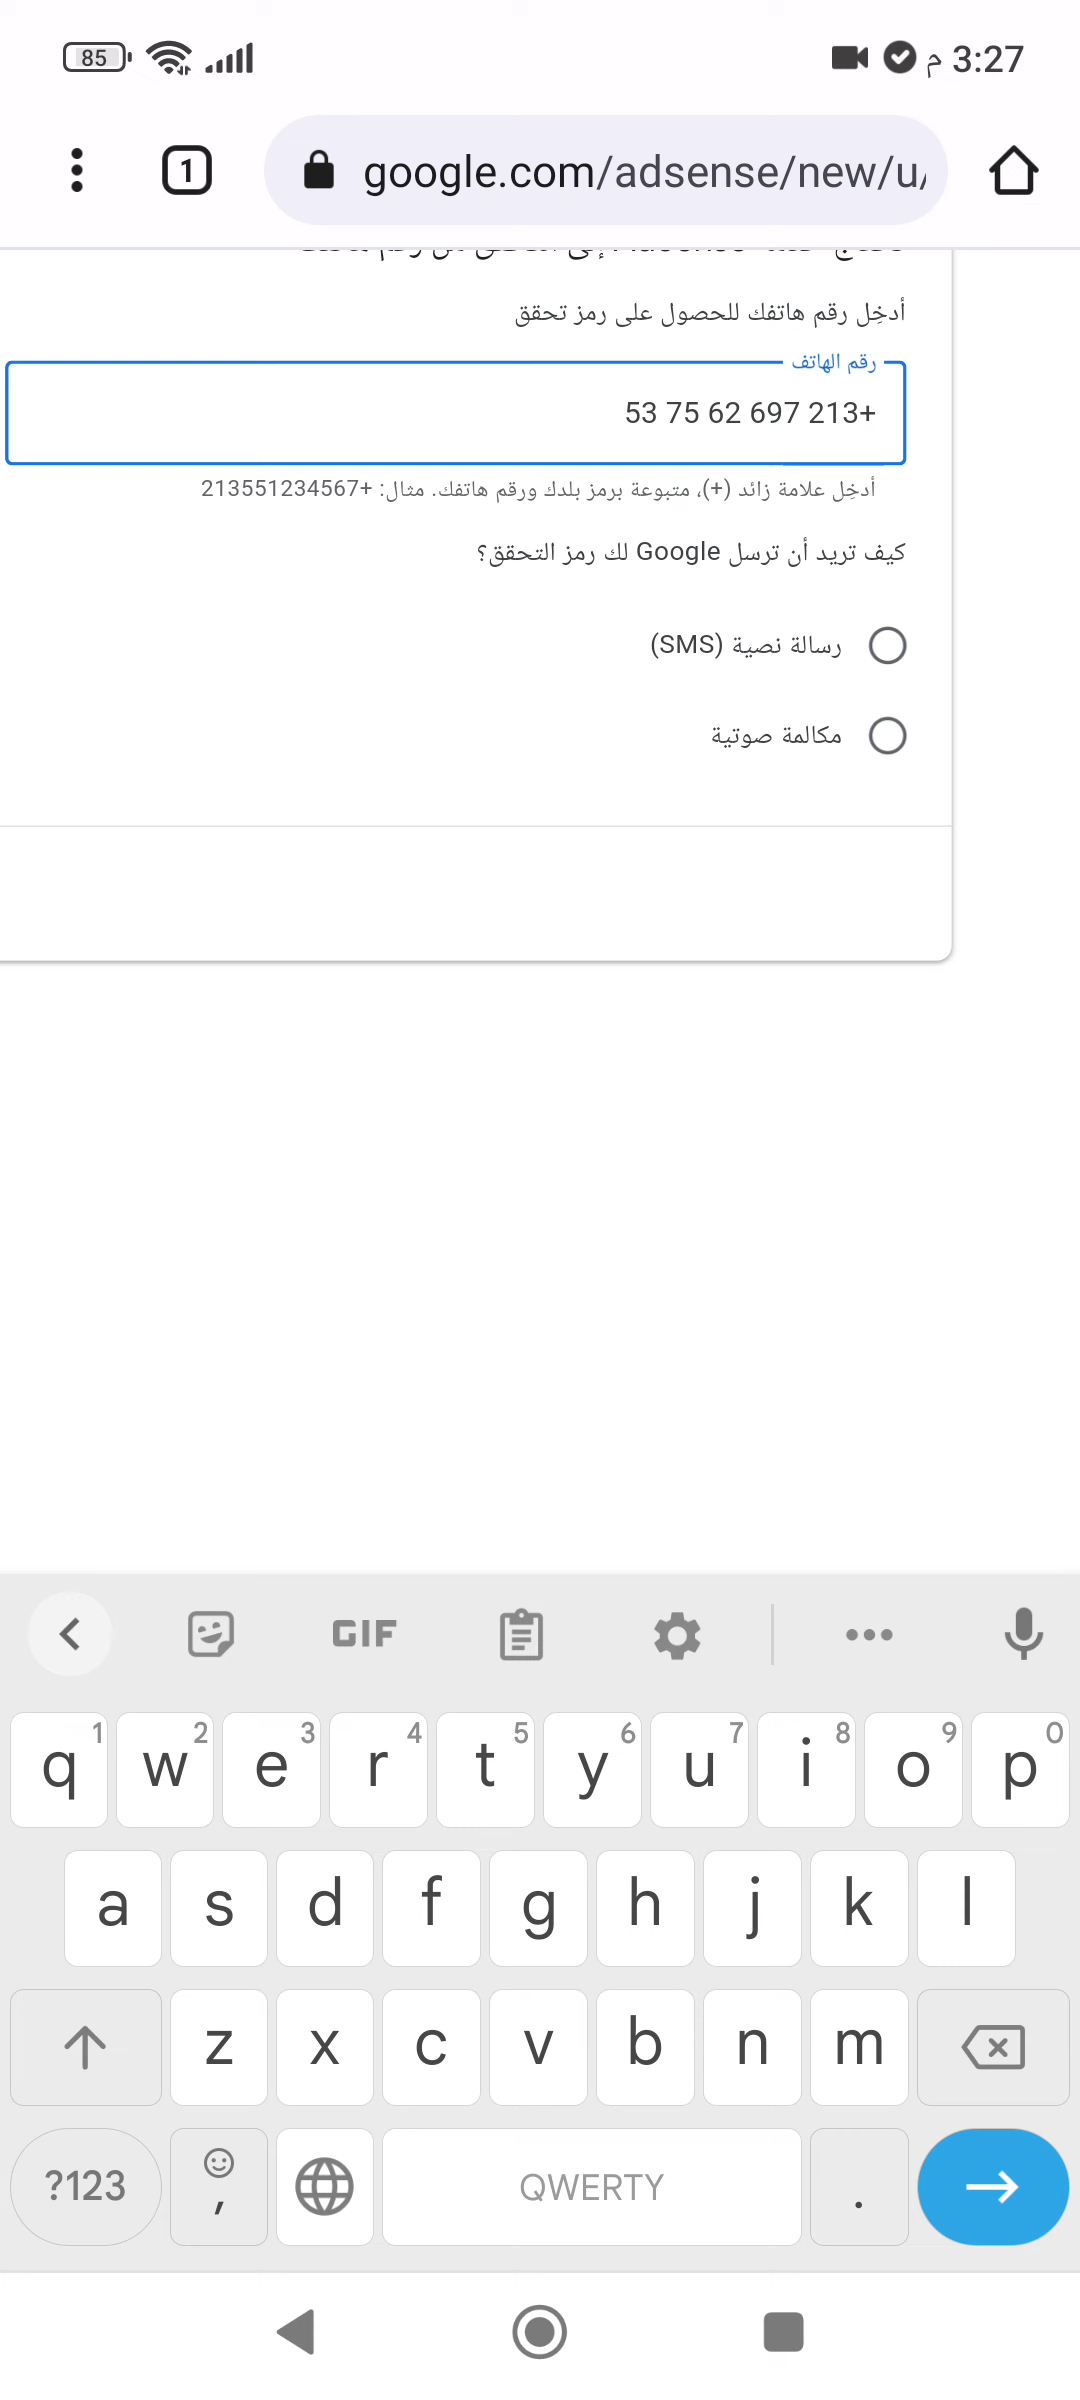 85
3:27 م
1
google.com/adsense/new/u/
أدخِل رقم هاتفك للحصول على رمز تحقق
رقم الهاتف
+213 697 62 75 53
أدخِل علامة زائد (+)، متبوعة برمز بلدك ورقم هاتفك. مثال: +213551234567
كيف تريد أن ترسل Google لك رمز التحقق؟
رسالة نصية (SMS)
مكالمة صوتية
GIF
q 1 w 2 e 3 r 4 t 5 y 6 u 7 i 8 o 9 p 0
a s d f g h j k l
z x c v b n m
?123 , QWERTY .